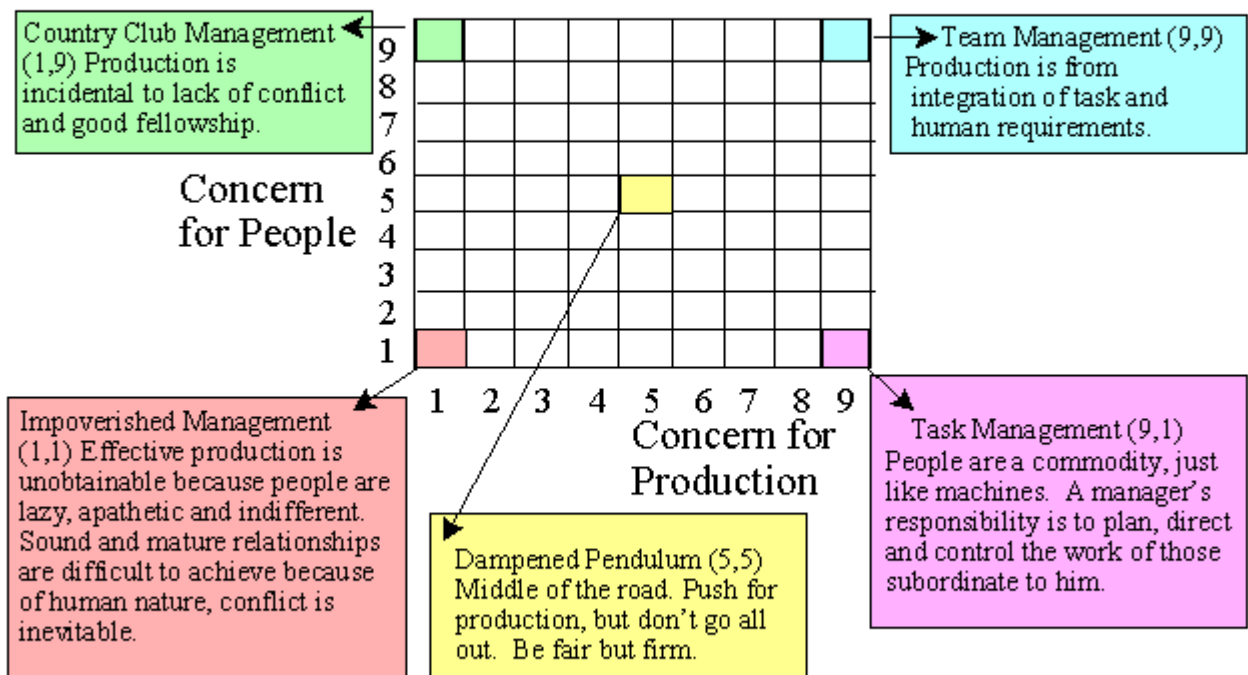 Country Club Management
(1,9) Production is
incidental to lack of conflict
and good fellowship.
Team Management (9,9)
Production is from
integration of task and
human requirements.
Concern
for People
9
8
7
6
5
4
3
2
1
1 2 3 4 5 6 7 8 9
Concern for
Production
Impoverished Management
(1,1) Effective production is
unobtainable because people are
lazy, apathetic and indifferent.
Sound and mature relationships
are difficult to achieve because
of human nature, conflict is
inevitable.
Dampened Pendulum (5,5)
Middle of the road. Push for
production, but don't go all
out. Be fair but firm.
Task Management (9,1)
People are a commodity, just
like machines. A manager's
responsibility is to plan, direct
and control the work of those
subordinate to him.